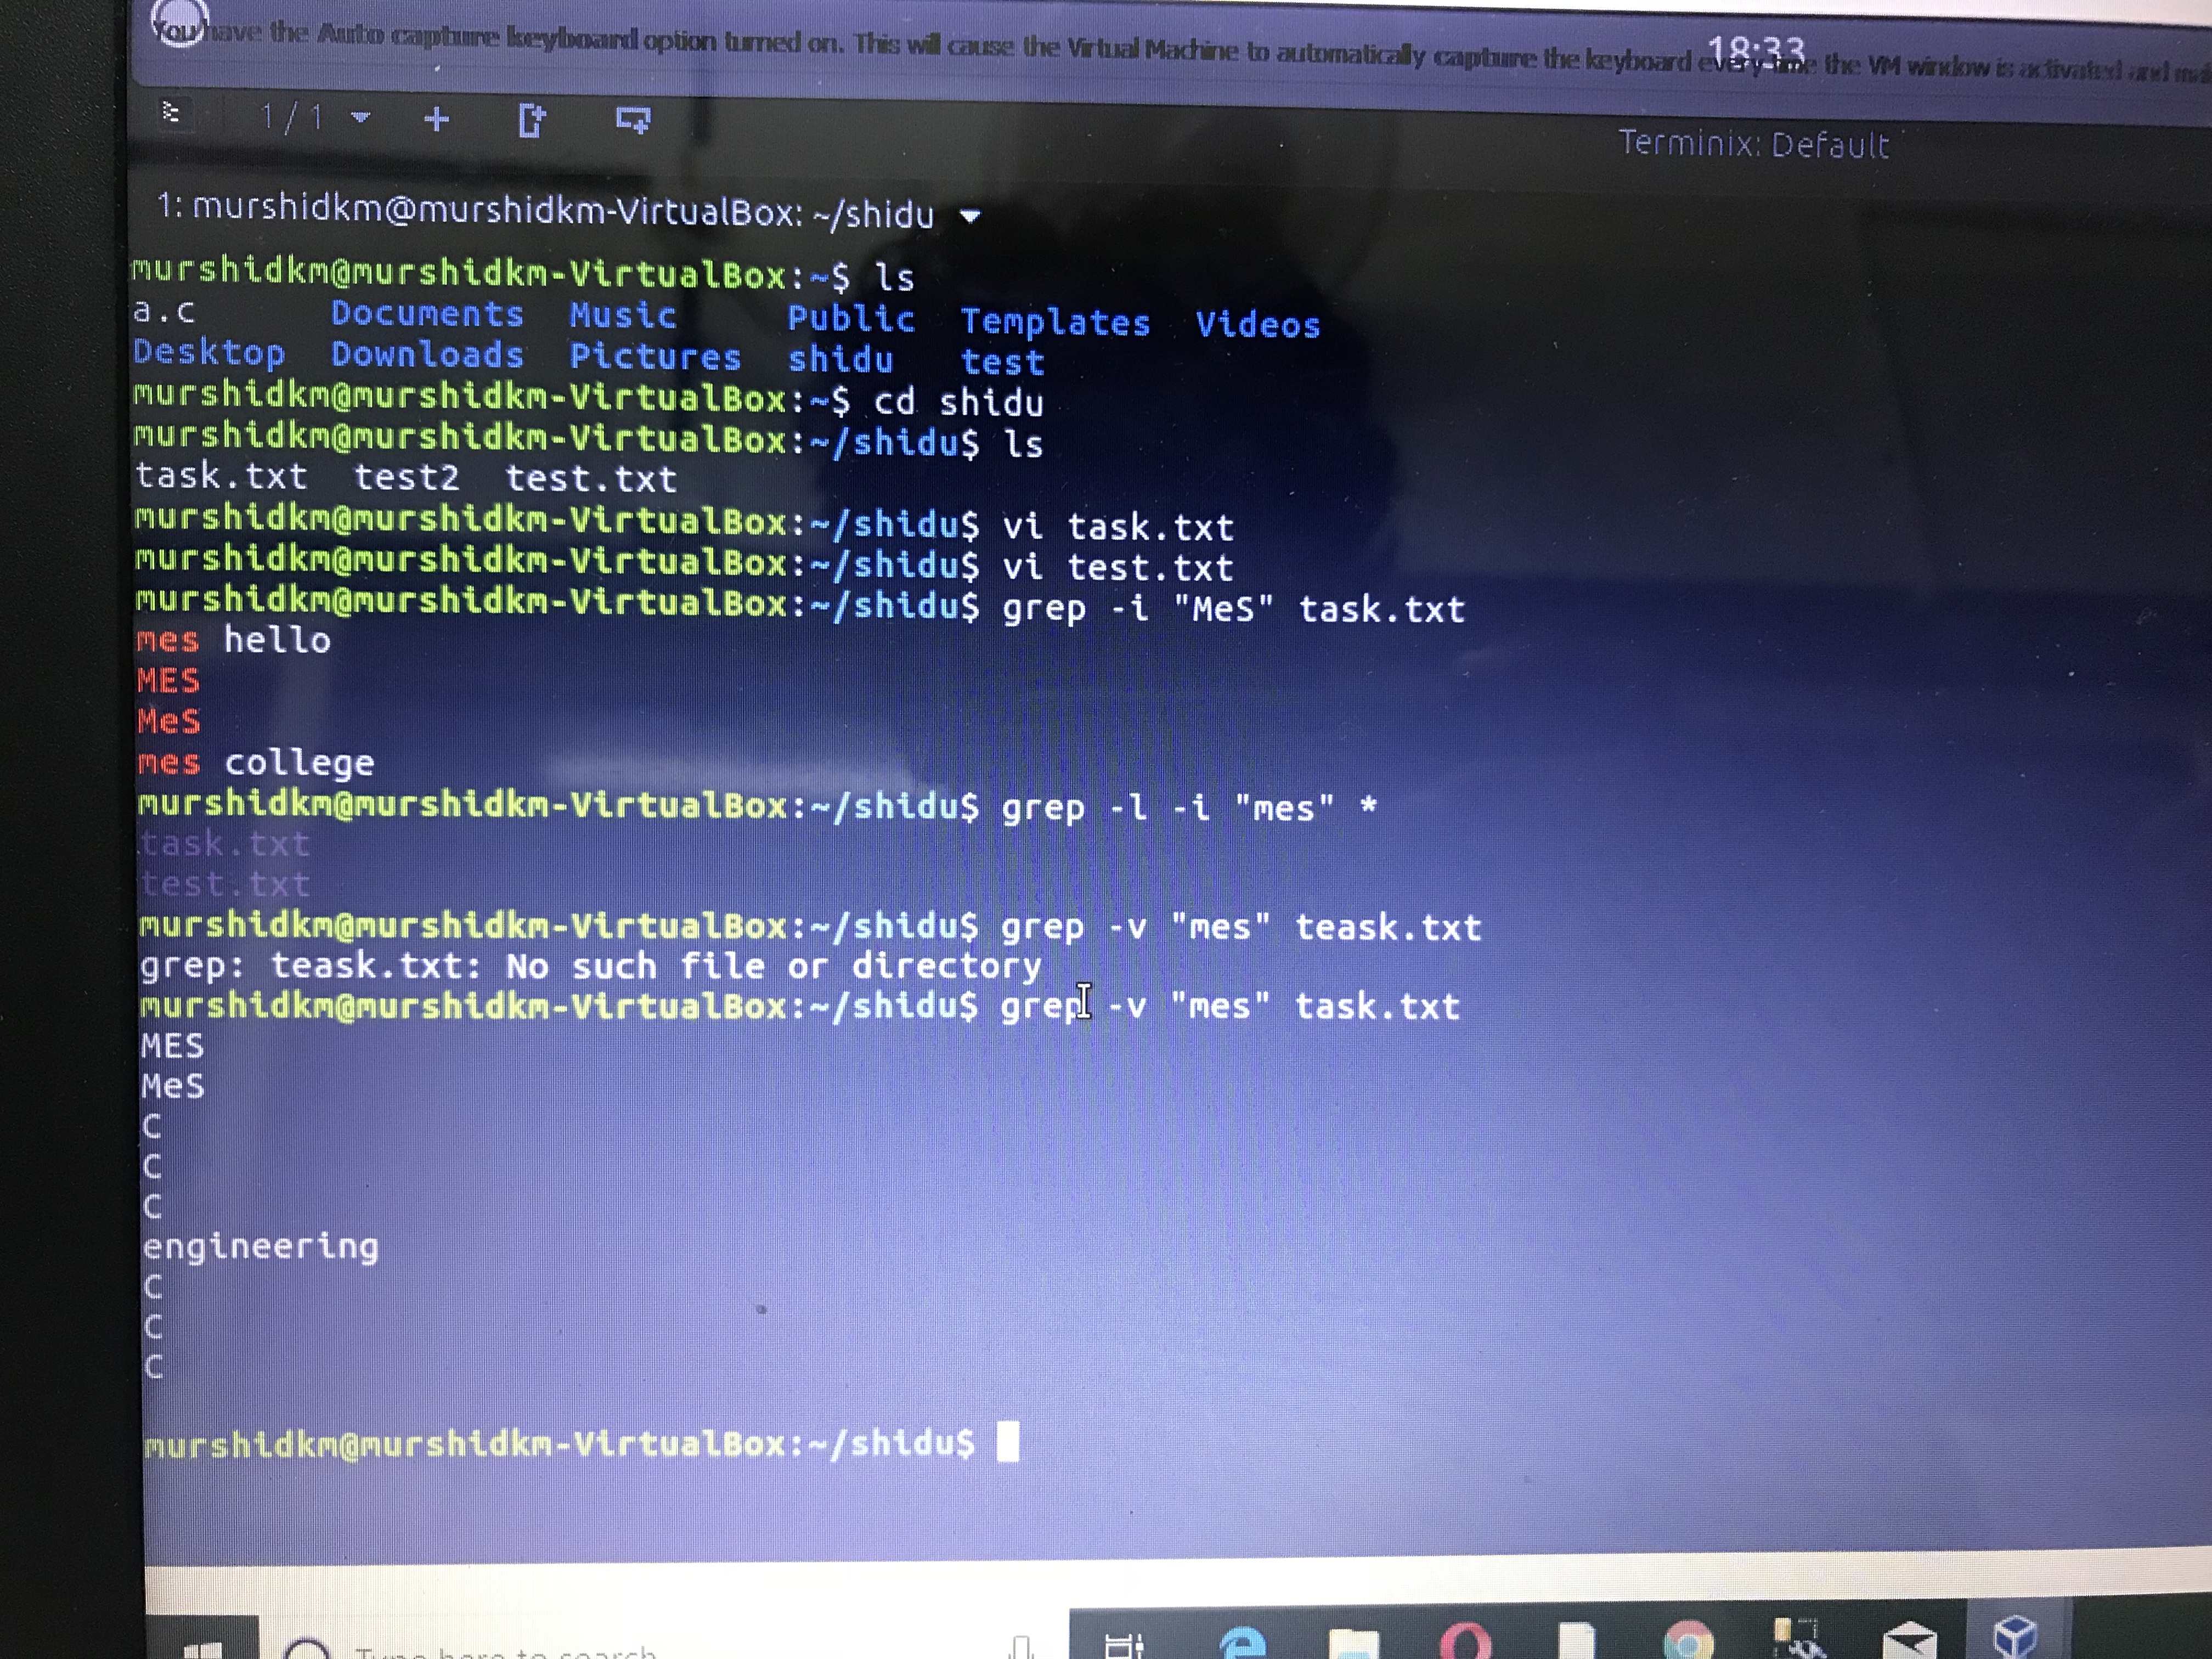 You have the Auto capture keyboard option turned on. This will cause the Virtual Machine to automatically capture the keyboard every time the VM window is activated and
18:33
1 / 1
Terminix: Default
1: murshidkm@murshidkm-VirtualBox: ~/shidu
murshidkm@murshidkm-VirtualBox:~$ ls
a.c Documents Music Public Templates Videos
Desktop Downloads Pictures shidu test
murshidkm@murshidkm-VirtualBox:~$ cd shidu
murshidkm@murshidkm-VirtualBox:~/shidu$ ls
task.txt test2 test.txt
murshidkm@murshidkm-VirtualBox:~/shidu$ vi task.txt
murshidkm@murshidkm-VirtualBox:~/shidu$ vi test.txt
murshidkm@murshidkm-VirtualBox:~/shidu$ grep -i "MeS" task.txt
mes hello
MES
MeS
mes college
murshidkm@murshidkm-VirtualBox:~/shidu$ grep -l -i "mes" *
task.txt
test.txt
murshidkm@murshidkm-VirtualBox:~/shidu$ grep -v "mes" teask.txt
grep: teask.txt: No such file or directory
murshidkm@murshidkm-VirtualBox:~/shidu$ grep -v "mes" task.txt
MES
MeS
C
C
C
engineering
C
C
C
murshidkm@murshidkm-VirtualBox:~/shidu$
Type here to search